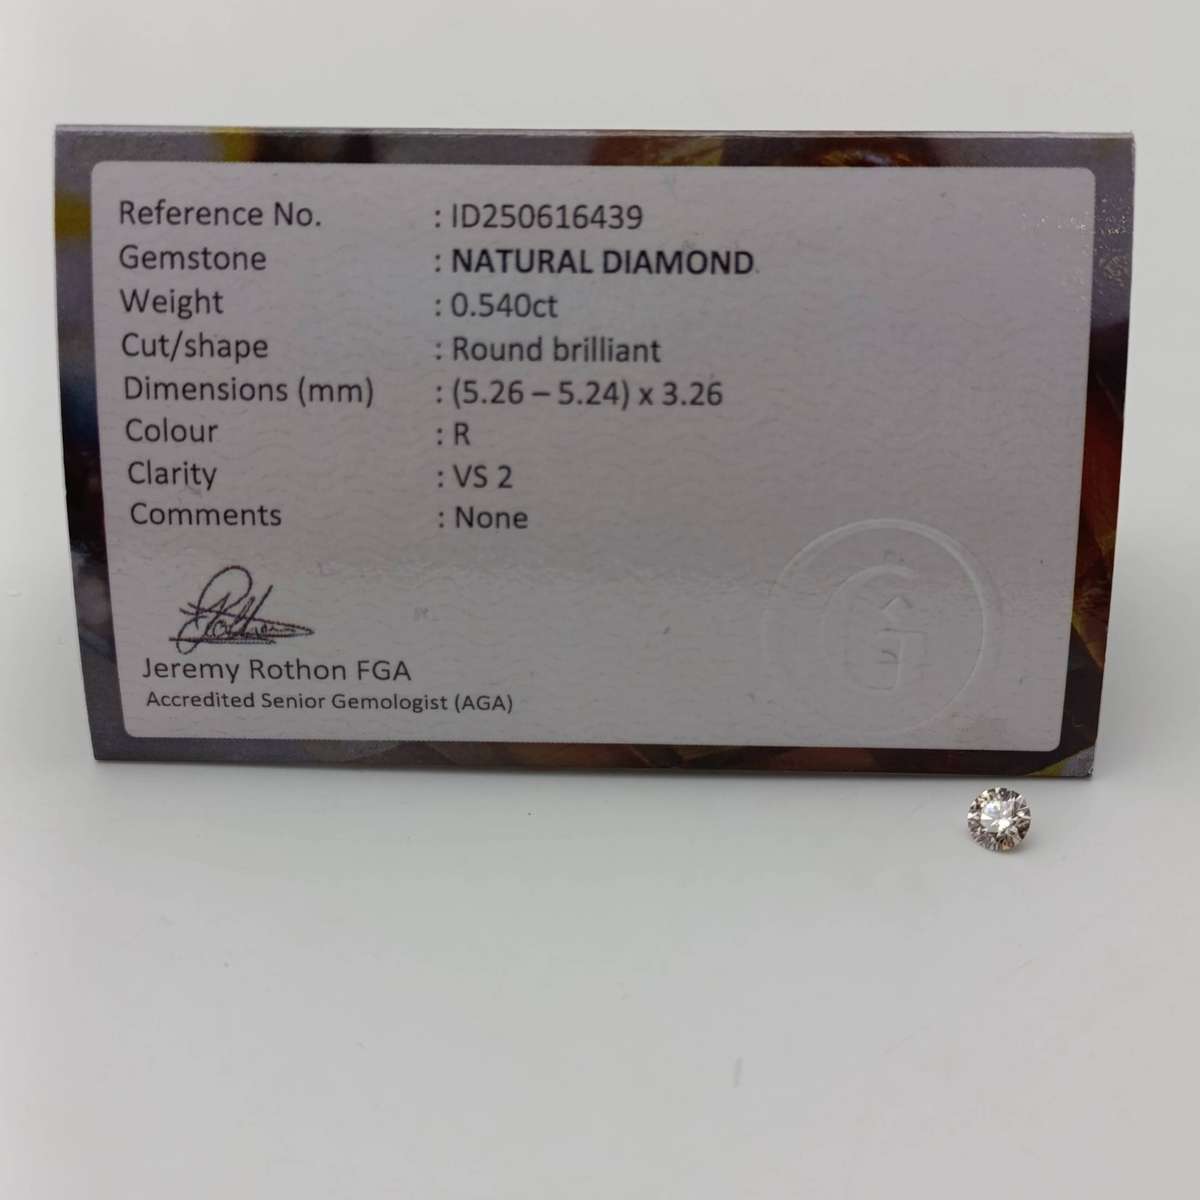 Reference No. : ID250616439
Gemstone : NATURAL DIAMOND
Weight : 0.540ct
Cut/shape : Round brilliant
Dimensions (mm) : (5.26 – 5.24) x 3.26
Colour : R
Clarity : VS 2
Comments : None
Jeremy Rothon FGA
Accredited Senior Gemologist (AGA)